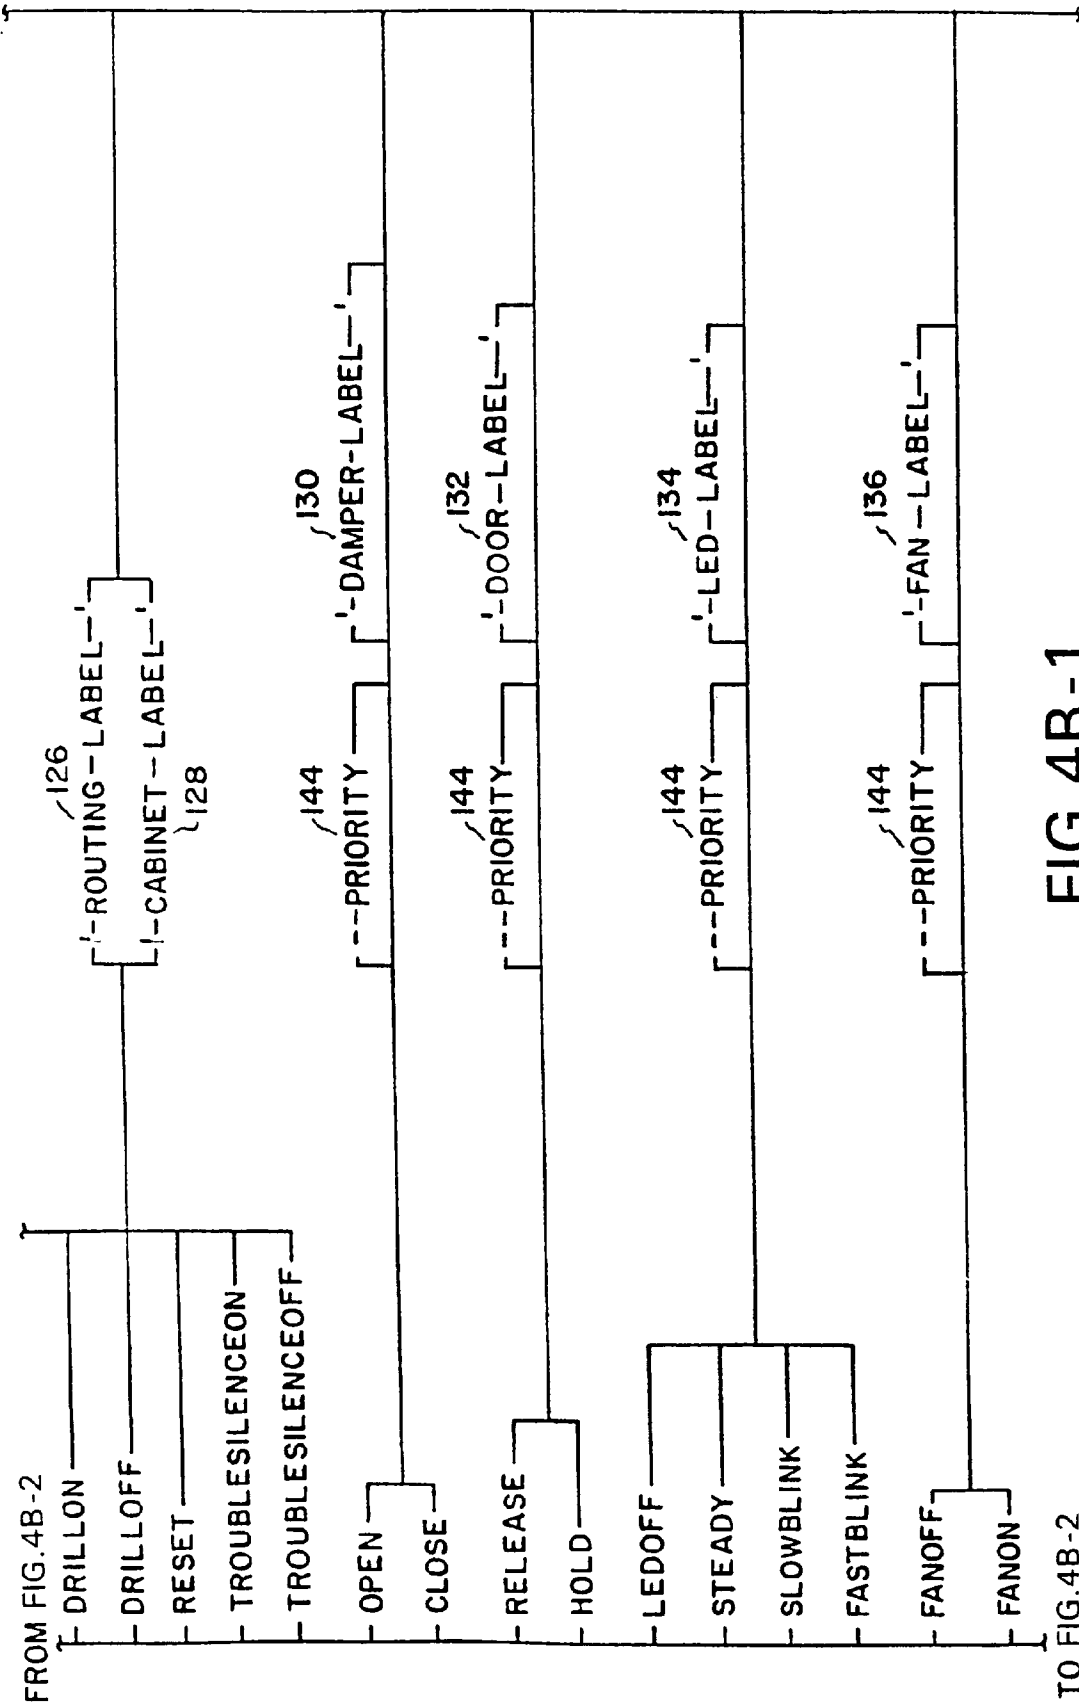 FROM FIG.4B-2
DRILLON
DRILLOFF
RESET
TROUBLESILENCEON
TROUBLESILENCEOFF
126
'-ROUTING-LABEL-'
'-CABINET-LABEL-'
128
OPEN
CLOSE
144
--PRIORITY
130
'-DAMPER-LABEL-'
RELEASE
HOLD
144
--PRIORITY
132
'-DOOR-LABEL-'
LEDOFF
STEADY
SLOWBLINK
FASTBLINK
144
--PRIORITY
134
'-LED-LABEL-'
FANOFF
FANON
144
--PRIORITY
136
'-FAN-LABEL-'
TO FIG.4B-2
FIG. 4B-1